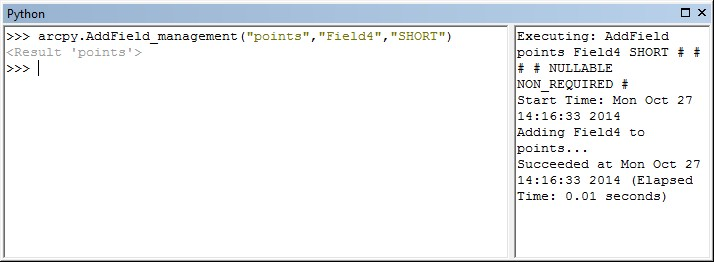 Python
>>> arcpy.AddField_management("points","Field4","SHORT")
<Result 'points'>
>>>
Executing: AddField
points Field4 SHORT # #
# # NULLABLE
NON_REQUIRED #
Start Time: Mon Oct 27
14:16:33 2014
Adding Field4 to
points...
Succeeded at Mon Oct 27
14:16:33 2014 (Elapsed
Time: 0.01 seconds)